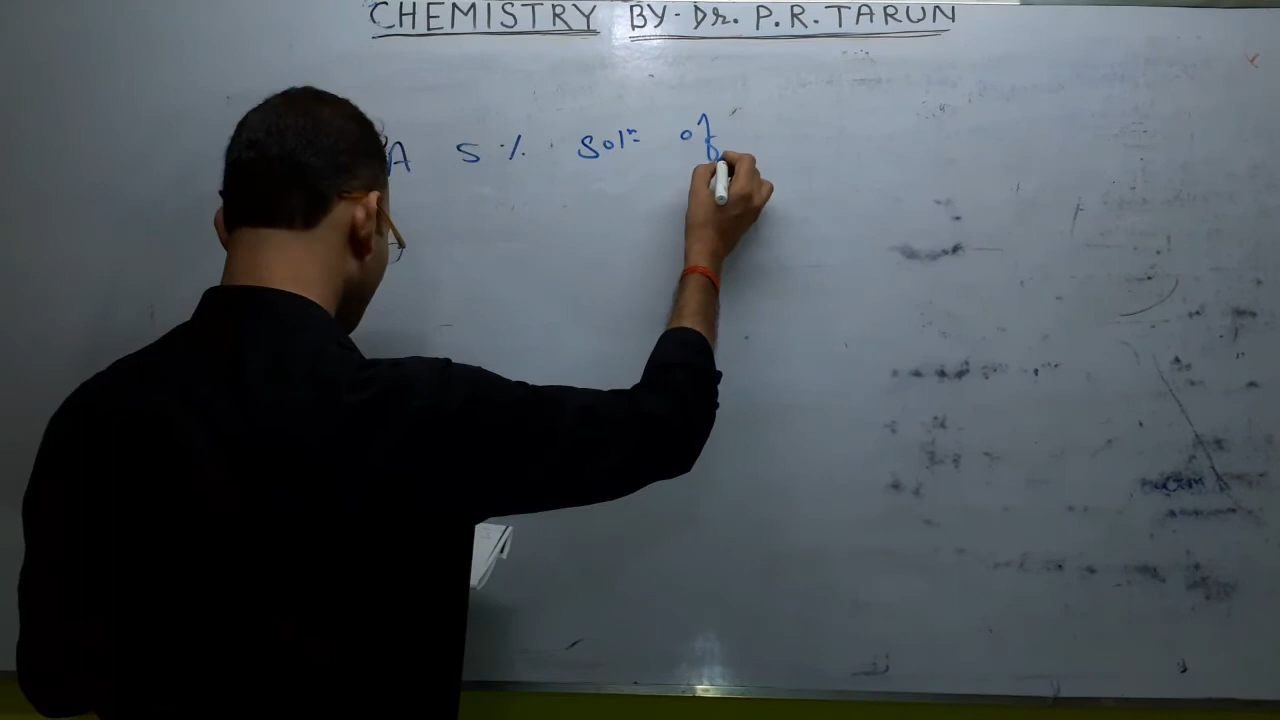 CHEMISTRY BY - Dr. P.R. TARUN
A 5 % Solⁿ of